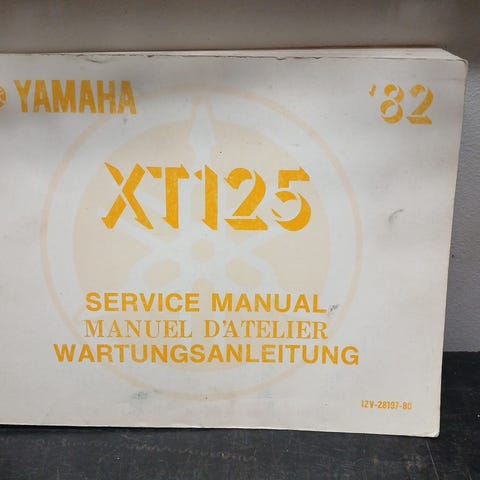 YAMAHA
'82
XT125
SERVICE MANUAL
MANUEL D'ATELIER
WARTUNGSANLEITUNG
12V-28197-80